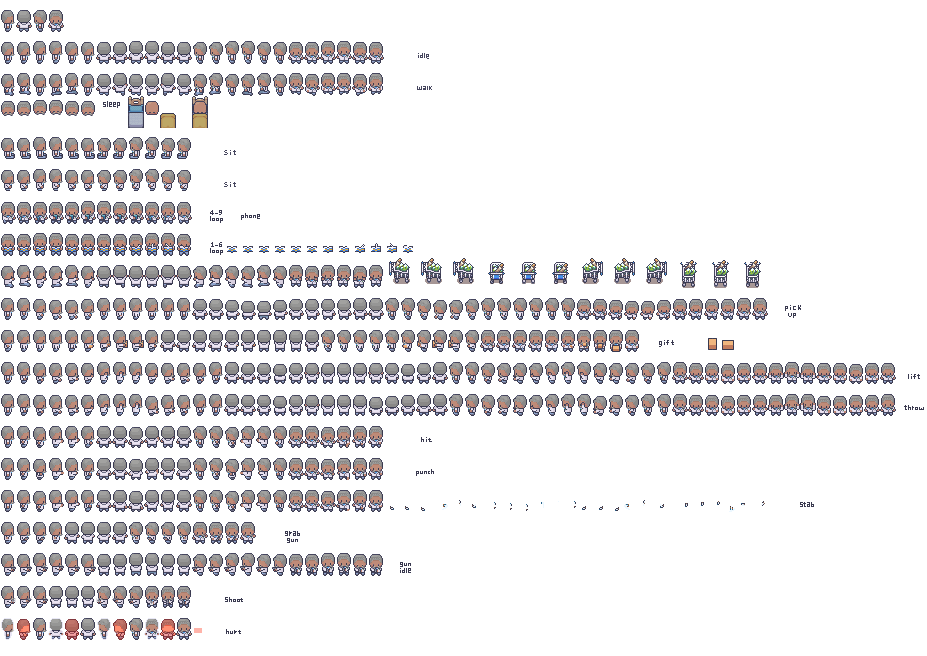 idle
walk
sleep
Sit
Sit
4-9
loop
phone
1-6
loop
pick
up
gift
lift
throw
hit
punch
stab
grab
gun
gun
idle
Shoot
hurt